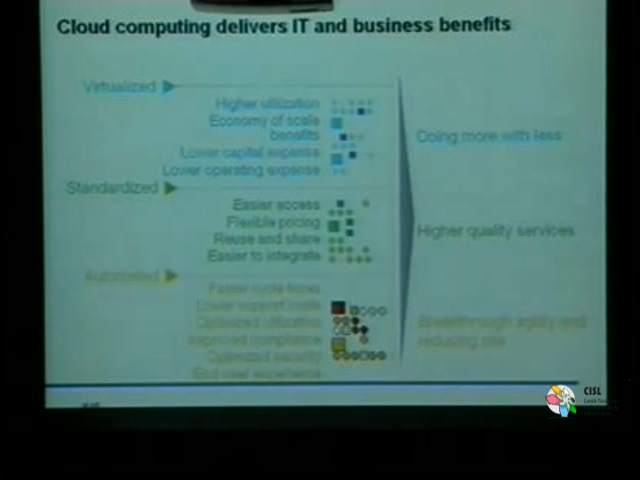 Cloud computing delivers IT and business benefits
Virtualized
Higher utilization
Economy of scale
benefits
Lower capital expense
Lower operating expense
Doing more with less
Standardized
Easier access
Flexible pricing
Reuse and share
Easier to integrate
Higher quality services
Automated
Faster cycle times
Lower support costs
Optimized utilization
Improved compliance
Optimized security
End user experience
Breakthrough agility and
reducing risk
CISL